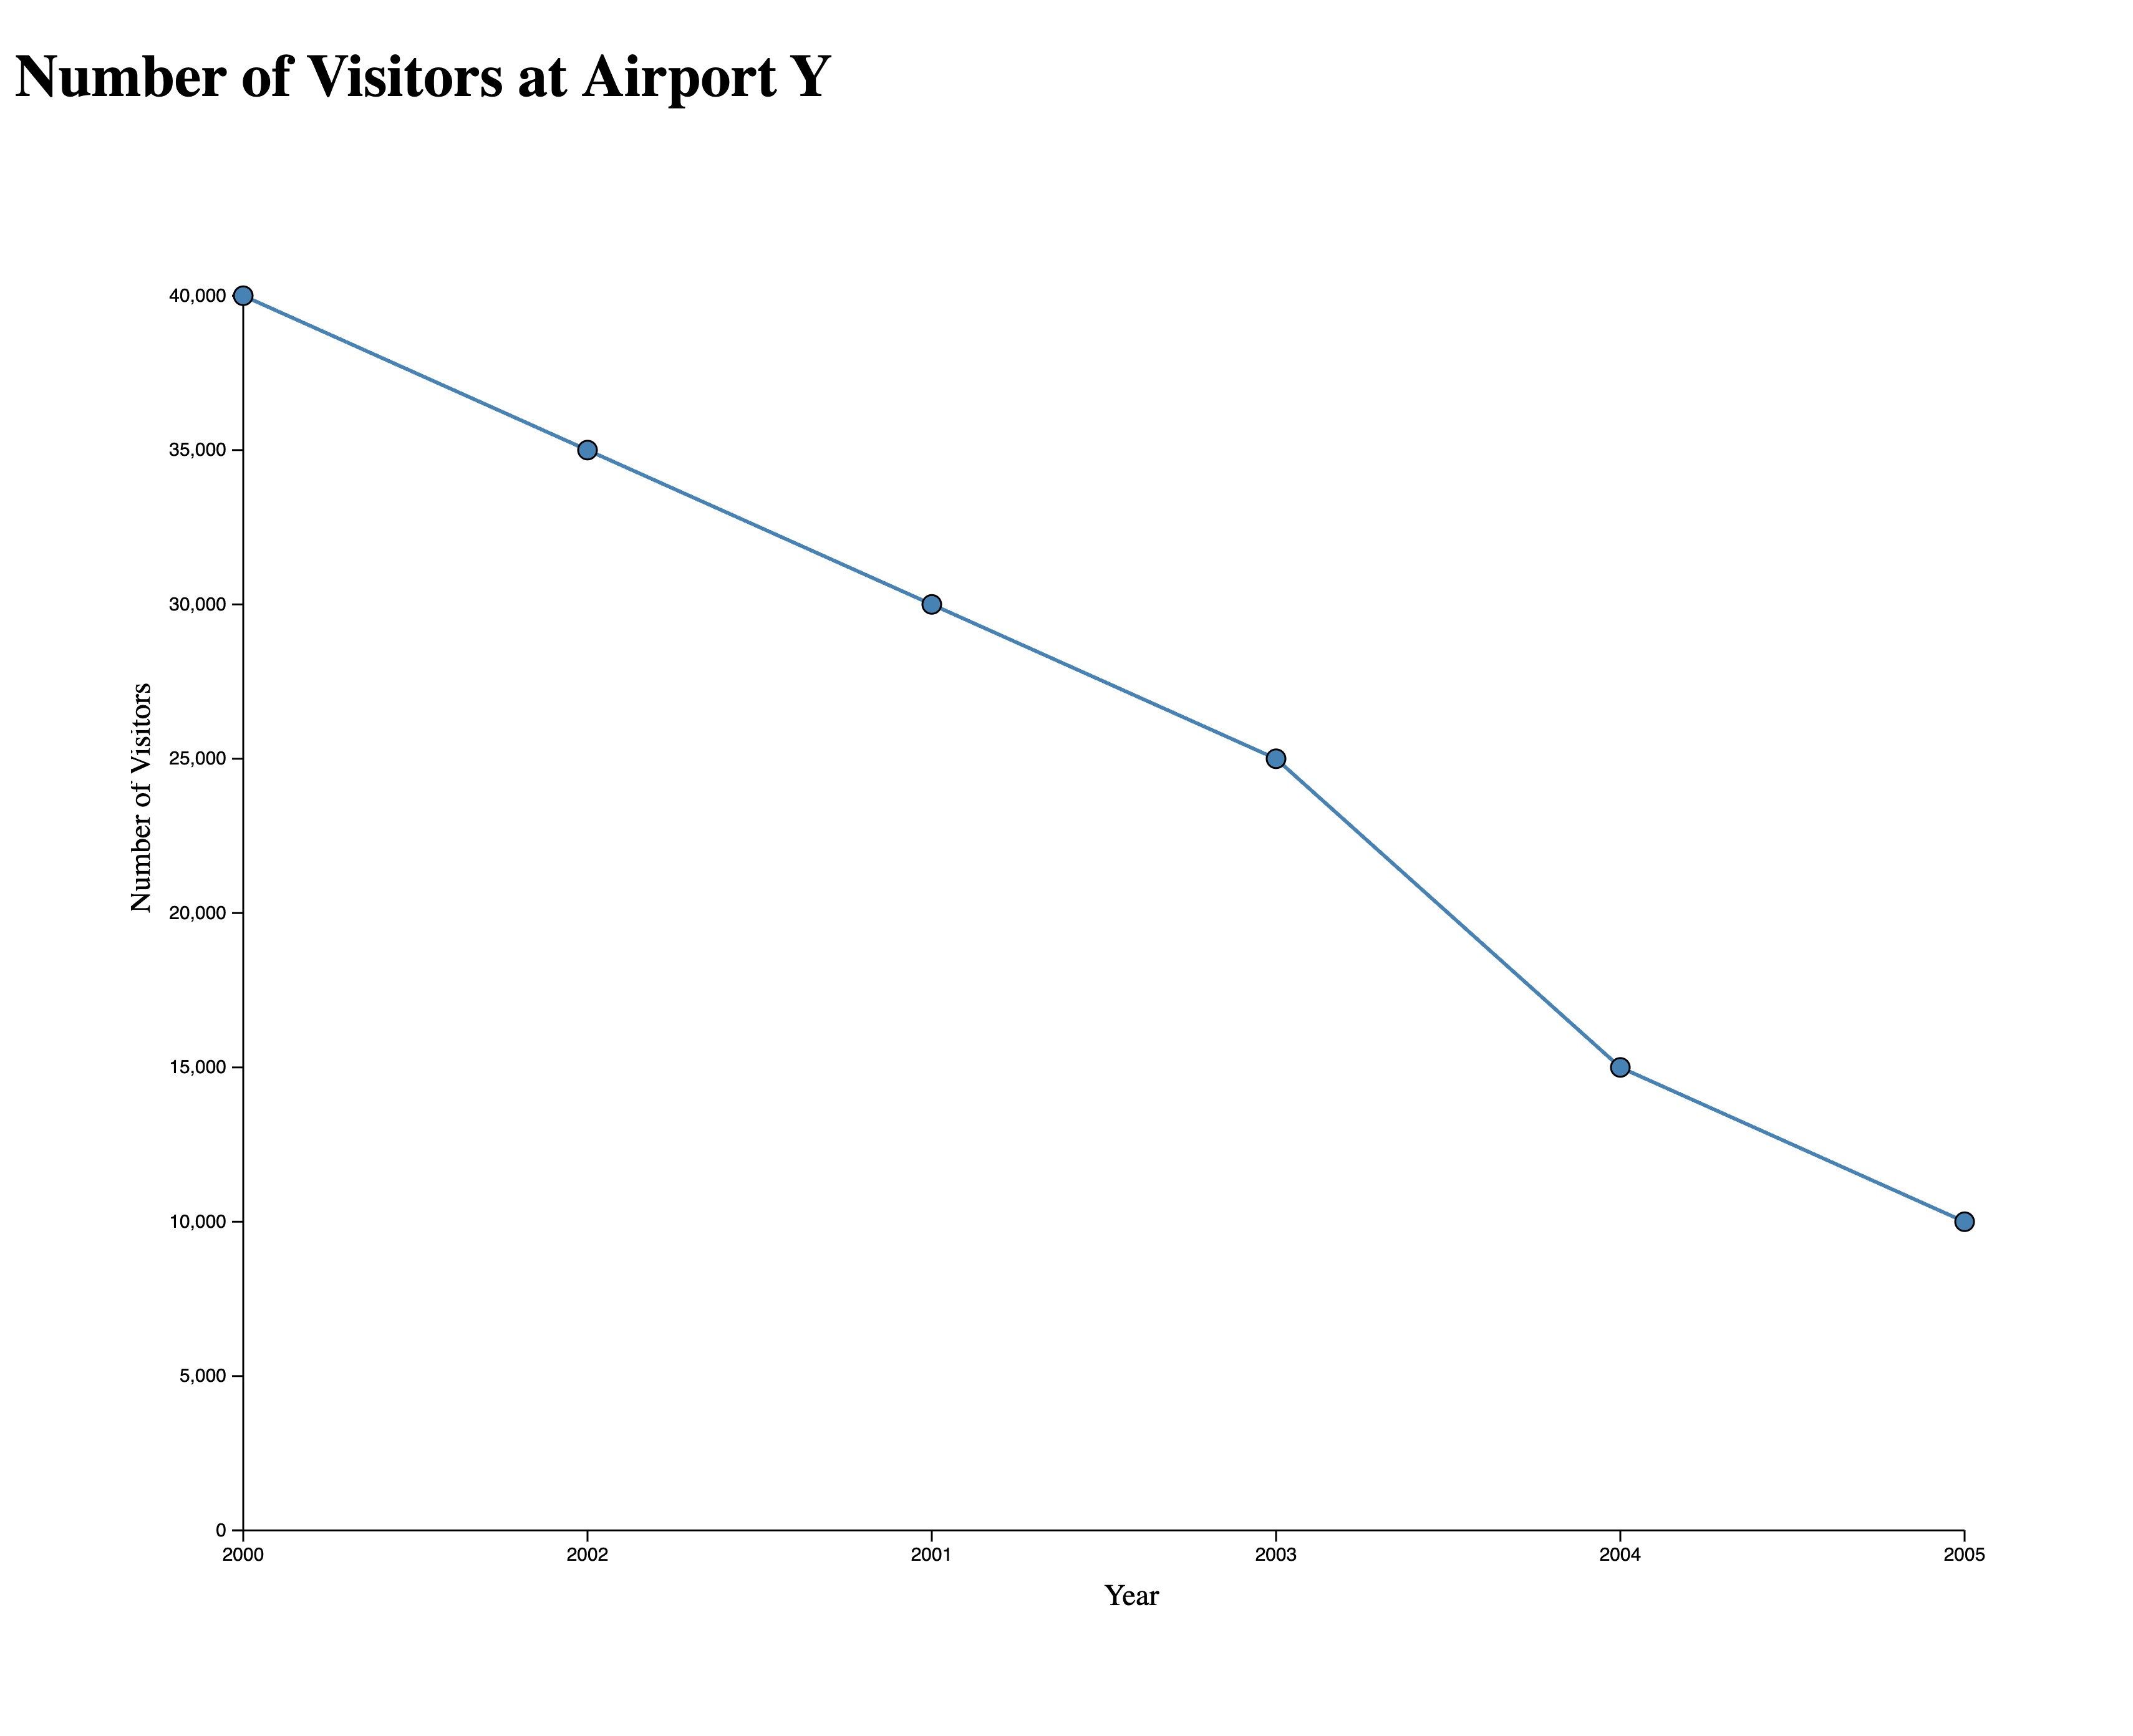 Number of Visitors at Airport Y
40,000
35,000
30,000
25,000
20,000
15,000
10,000
5,000
0
Number of Visitors
2000 2002 2001 2003 2004 2005
Year